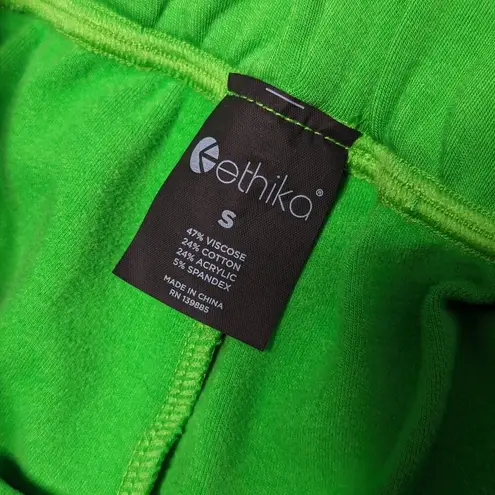 ethika®
S
47% VISCOSE
24% COTTON
24% ACRYLIC
5% SPANDEX
MADE IN CHINA
RN 139885